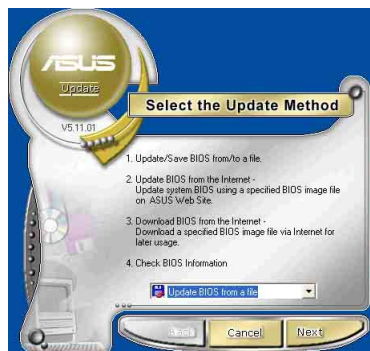 ASUS
Update
V5.11.01
Select the Update Method
1. Update/Save BIOS from/to a file.
2. Update BIOS from the Internet -
Update system BIOS using a specified BIOS image file
on ASUS Web Site.
3. Download BIOS from the Internet -
Download a specified BIOS image file via Internet for
later usage.
4. Check BIOS Information
Update BIOS from a file
Back
Cancel
Next